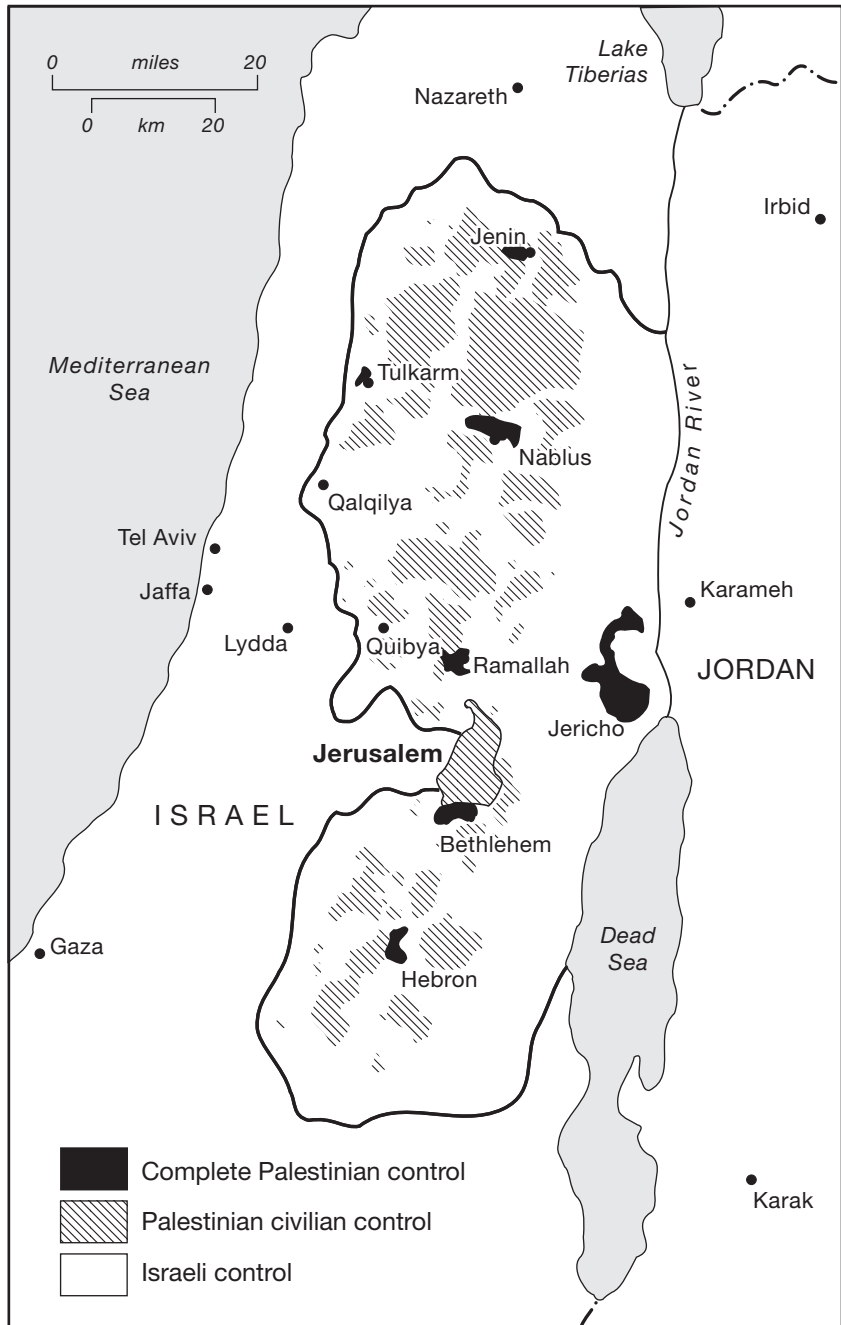 0 miles 20
0 km 20
Lake
Tiberias
Nazareth
Irbid
Jenin
Mediterranean
Sea
Tulkarm
Jordan River
Nablus
Qalqilya
Tel Aviv
Jaffa
Karameh
Lydda
Quibya
Ramallah
JORDAN
Jericho
Jerusalem
ISRAEL
Bethlehem
Gaza
Dead
Sea
Hebron
Complete Palestinian control
Karak
Palestinian civilian control
Israeli control